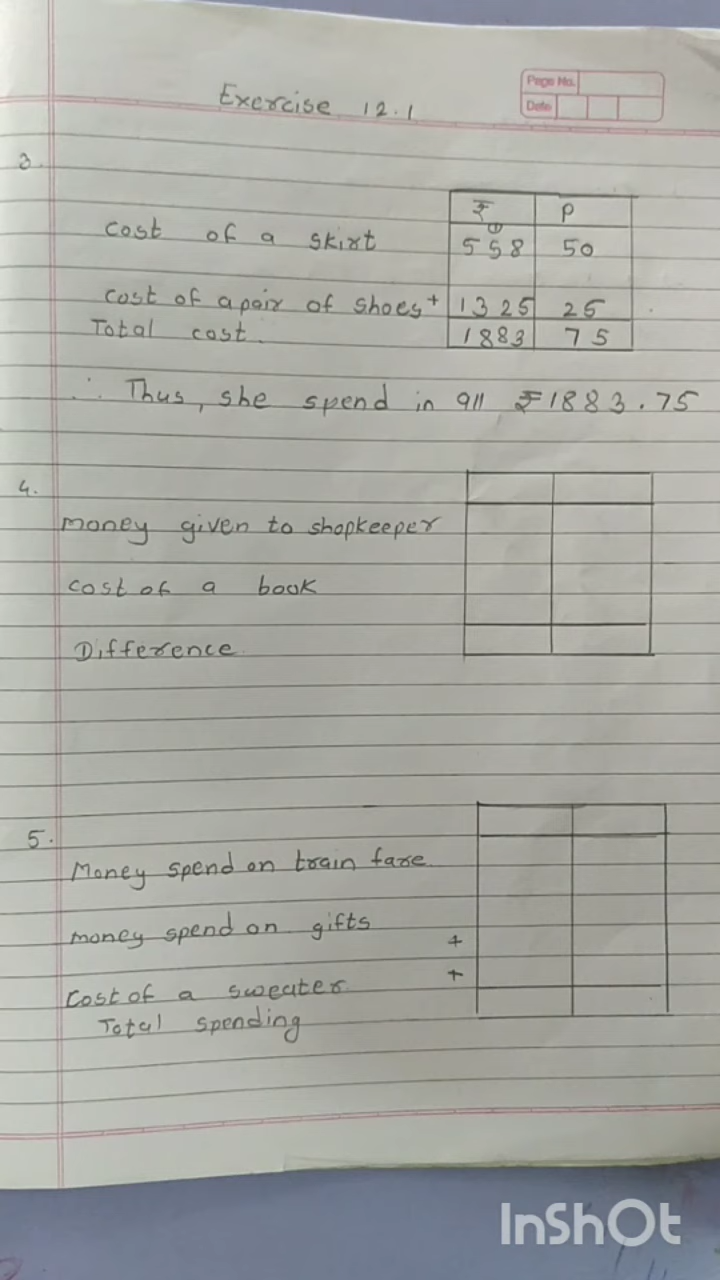 Page No.
Date
Exercise 12.1
3.
₹ P
1
Cost of a skirt 558 50
Cost of a pair of shoes + 1325 25
Total cost. 1883 75
∴ Thus, she spend in all ₹1883.75
4.
money given to shopkeeper
cost of a book
Difference
5.
Money spend on train fare
money spend on gifts +
Cost of a sweater +
Total spending
InShOt